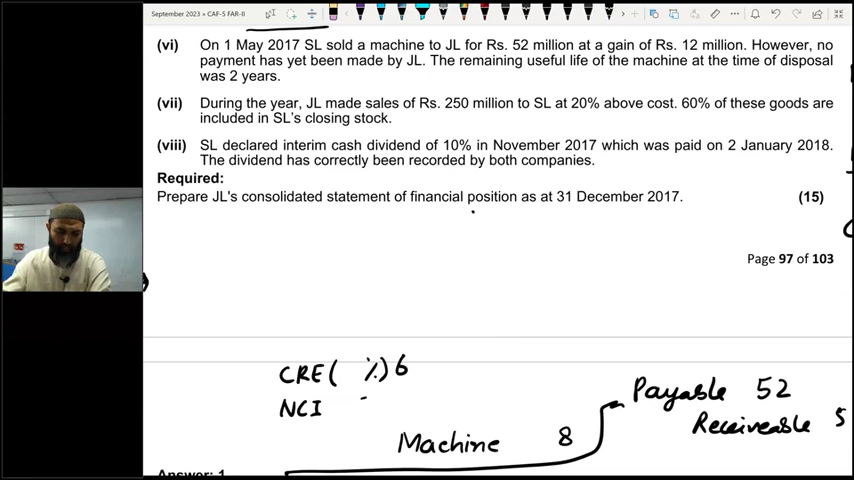 September 2023 » CAF-5 FAR-II
(vi) On 1 May 2017 SL sold a machine to JL for Rs. 52 million at a gain of Rs. 12 million. However, no
payment has yet been made by JL. The remaining useful life of the machine at the time of disposal
was 2 years.
(vii) During the year, JL made sales of Rs. 250 million to SL at 20% above cost. 60% of these goods are
included in SL's closing stock.
(viii) SL declared interim cash dividend of 10% in November 2017 which was paid on 2 January 2018.
The dividend has correctly been recorded by both companies.
Required:
Prepare JL's consolidated statement of financial position as at 31 December 2017. (15)
Page 97 of 103
CRE( %) 6
NCI
Payable 52
Receiveable 5
Machine 8
Answer: 1